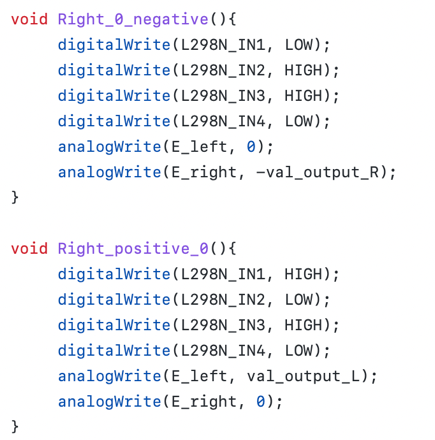 void Right_0_negative(){
digitalWrite(L298N_IN1, LOW);
digitalWrite(L298N_IN2, HIGH);
digitalWrite(L298N_IN3, HIGH);
digitalWrite(L298N_IN4, LOW);
analogWrite(E_left, 0);
analogWrite(E_right, -val_output_R);
}
void Right_positive_0(){
digitalWrite(L298N_IN1, HIGH);
digitalWrite(L298N_IN2, LOW);
digitalWrite(L298N_IN3, HIGH);
digitalWrite(L298N_IN4, LOW);
analogWrite(E_left, val_output_L);
analogWrite(E_right, 0);
}